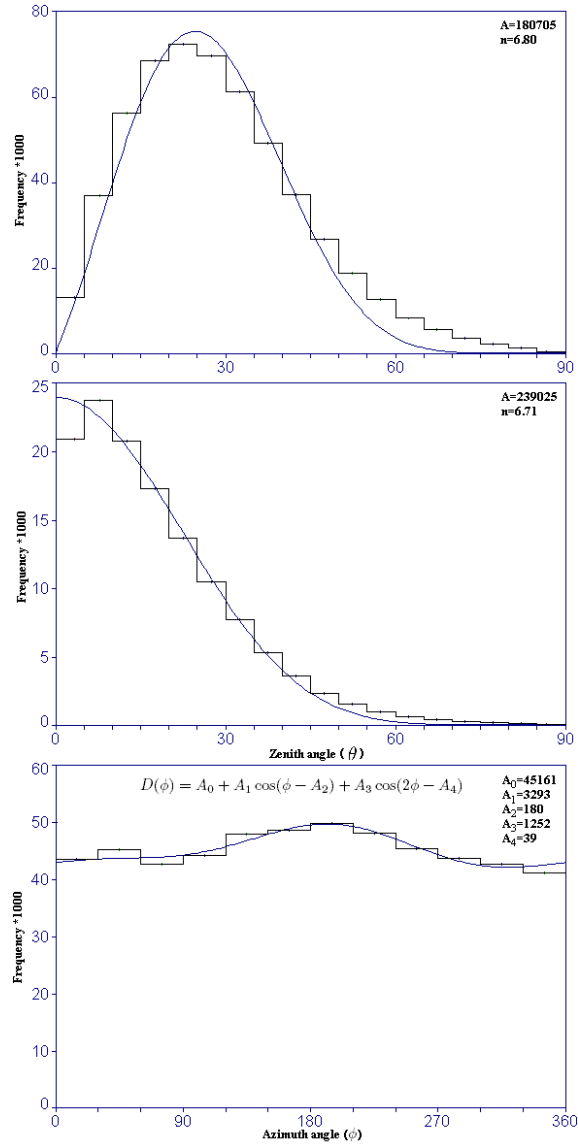 A=180705
n=6.80
80
60
40
20
0
Frequency *1000
0 30 60 90
A=239025
n=6.71
25
20
15
10
5
0
Frequency *1000
0 30 60 90
Zenith angle (θ)
D(ϕ) = A₀ + A₁ cos(ϕ − A₂) + A₃ cos(2ϕ − A₄)
A₀=45161
A₁=3293
A₂=180
A₃=1252
A₄=39
60
50
40
30
20
10
0
Frequency *1000
0 90 180 270 360
Azimuth angle (ϕ)